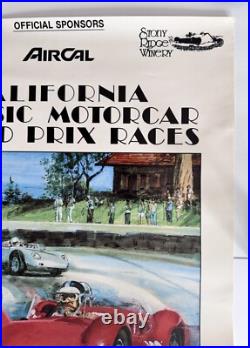 OFFICIAL SPONSORS
AIRCAL
STONY
RIDGE
WINERY
ALIFORNIA
SIC MOTORCAR
D PRIX RACES